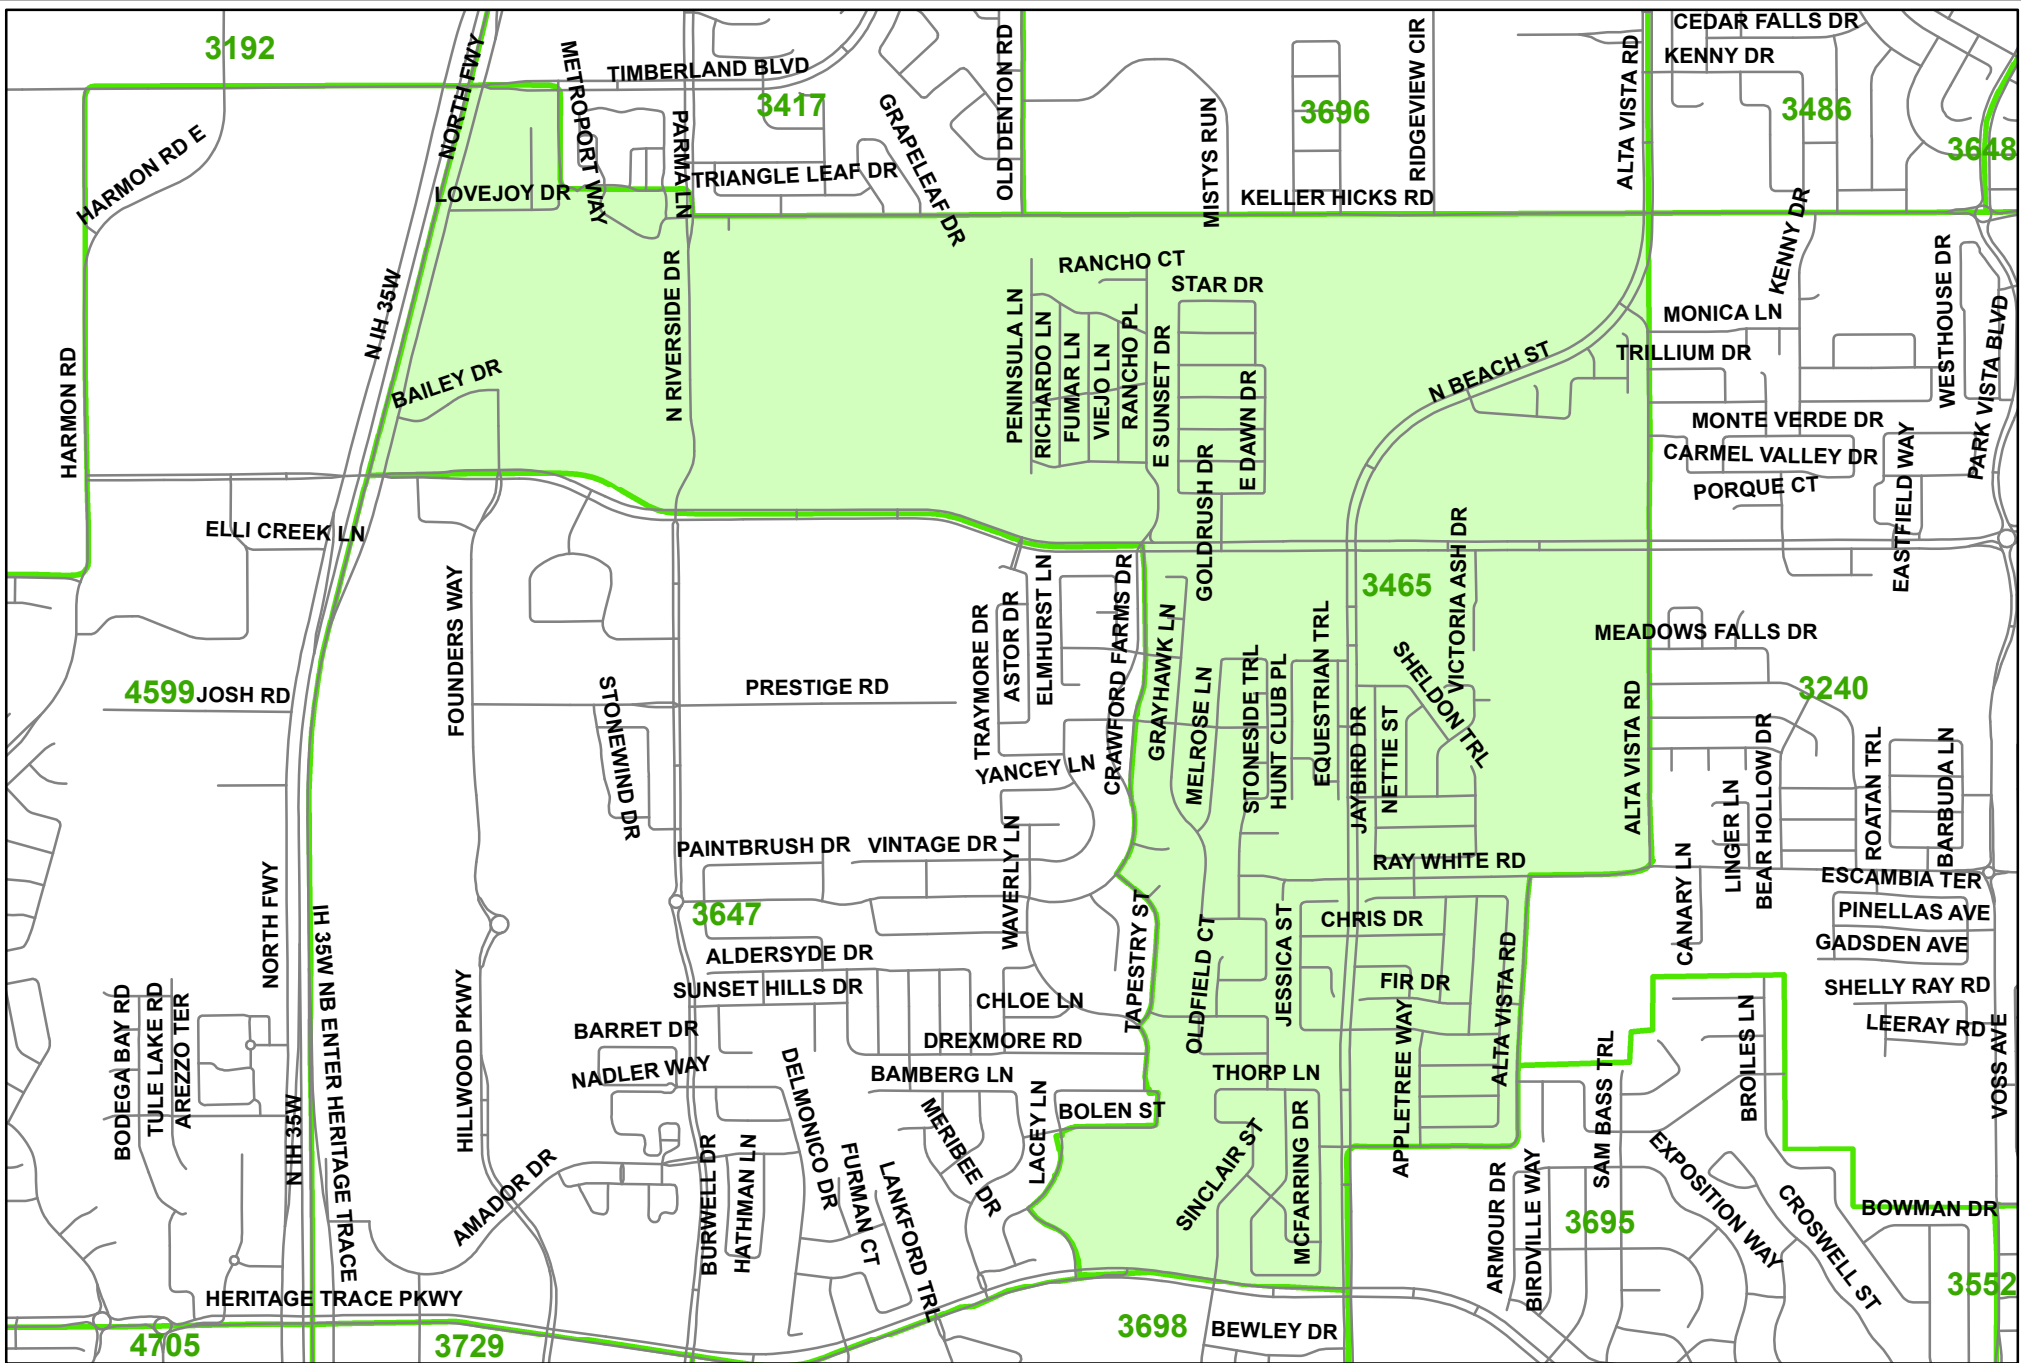 3192
NORTH FWY
METROPORT WAY
TIMBERLAND BLVD
3417
PARMA LN
GRAPELEAF DR
OLD DENTON RD
MISTYS RUN
3696
RIDGEVIEW CIR
ALTA VISTA RD
CEDAR FALLS DR
KENNY DR
3486
3648
HARMON RD E
LOVEJOY DR
TRIANGLE LEAF DR
KELLER HICKS RD
KENNY DR
N IH 35W
N RIVERSIDE DR
RANCHO CT
STAR DR
PENINSULA LN
RICHARDO LN
FUMAR LN
VIEJO LN
RANCHO PL
E SUNSET DR
E DAWN DR
GOLDRUSH DR
N BEACH ST
MONICA LN
TRILLIUM DR
WESTHOUSE DR
PARK VISTA BLVD
HARMON RD
BAILEY DR
MONTE VERDE DR
CARMEL VALLEY DR
PORQUE CT
EASTFIELD WAY
ELLI CREEK LN
FOUNDERS WAY
TRAYMORE DR
ASTOR DR
ELMHURST LN
CRAWFORD FARMS DR
GRAYHAWK LN
MELROSE LN
STONESIDE TRL
HUNT CLUB PL
EQUESTRIAN TRL
3465
JAYBIRD DR
NETTIE ST
SHELDON TRL
VICTORIA ASH DR
MEADOWS FALLS DR
3240
4599
JOSH RD
STONEWIND DR
PRESTIGE RD
YANCEY LN
ALTA VISTA RD
LINGER LN
BEAR HOLLOW DR
ROATAN TRL
BARBUDA LN
PAINTBRUSH DR
VINTAGE DR
WAVERLY LN
RAY WHITE RD
CANARY LN
ESCAMBIA TER
PINELLAS AVE
GADSDEN AVE
NORTH FWY
3647
TAPESTRY ST
OLDFIELD CT
JESSICA ST
CHRIS DR
ALTA VISTA RD
ALDERSYDE DR
SUNSET HILLS DR
CHLOE LN
FIR DR
SHELLY RAY RD
LEERAY RD
VOSS AVE
BODEGA BAY RD
TULE LAKE RD
AREZZO TER
N IH 35W
IH 35W NB ENTER HERITAGE TRACE
HILLWOOD PKWY
BARRET DR
NADLER WAY
DREXMORE RD
BAMBERG LN
THORP LN
APPLETREE WAY
SAM BASS TRL
BROILES LN
AMADOR DR
BURWELL DR
HATHMAN LN
DELMONICO DR
FURMAN CT
LANKFORD TRL
MERIBEE DR
LACEY LN
BOLEN ST
SINCLAIR ST
MCFARRING DR
ARMOUR DR
BIRDVILLE WAY
3695
EXPOSITION WAY
CROSWELL ST
BOWMAN DR
3552
HERITAGE TRACE PKWY
4705
3729
3698
BEWLEY DR